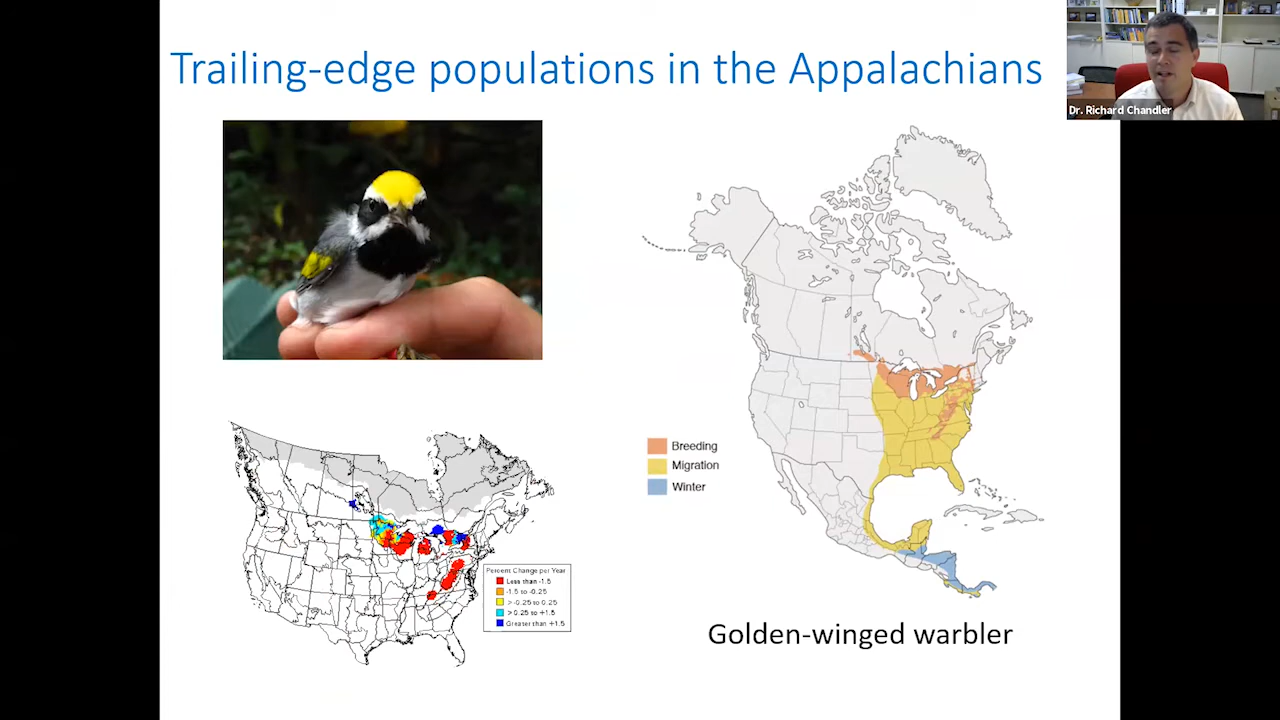 Trailing-edge populations in the Appalachians
Dr. Richard Chandler
Breeding
Migration
Winter
Percent Change per Year
Less than -1.5
-1.5 to -0.25
> -0.25 to 0.25
> 0.25 to +1.5
Greater than +1.5
Golden-winged warbler